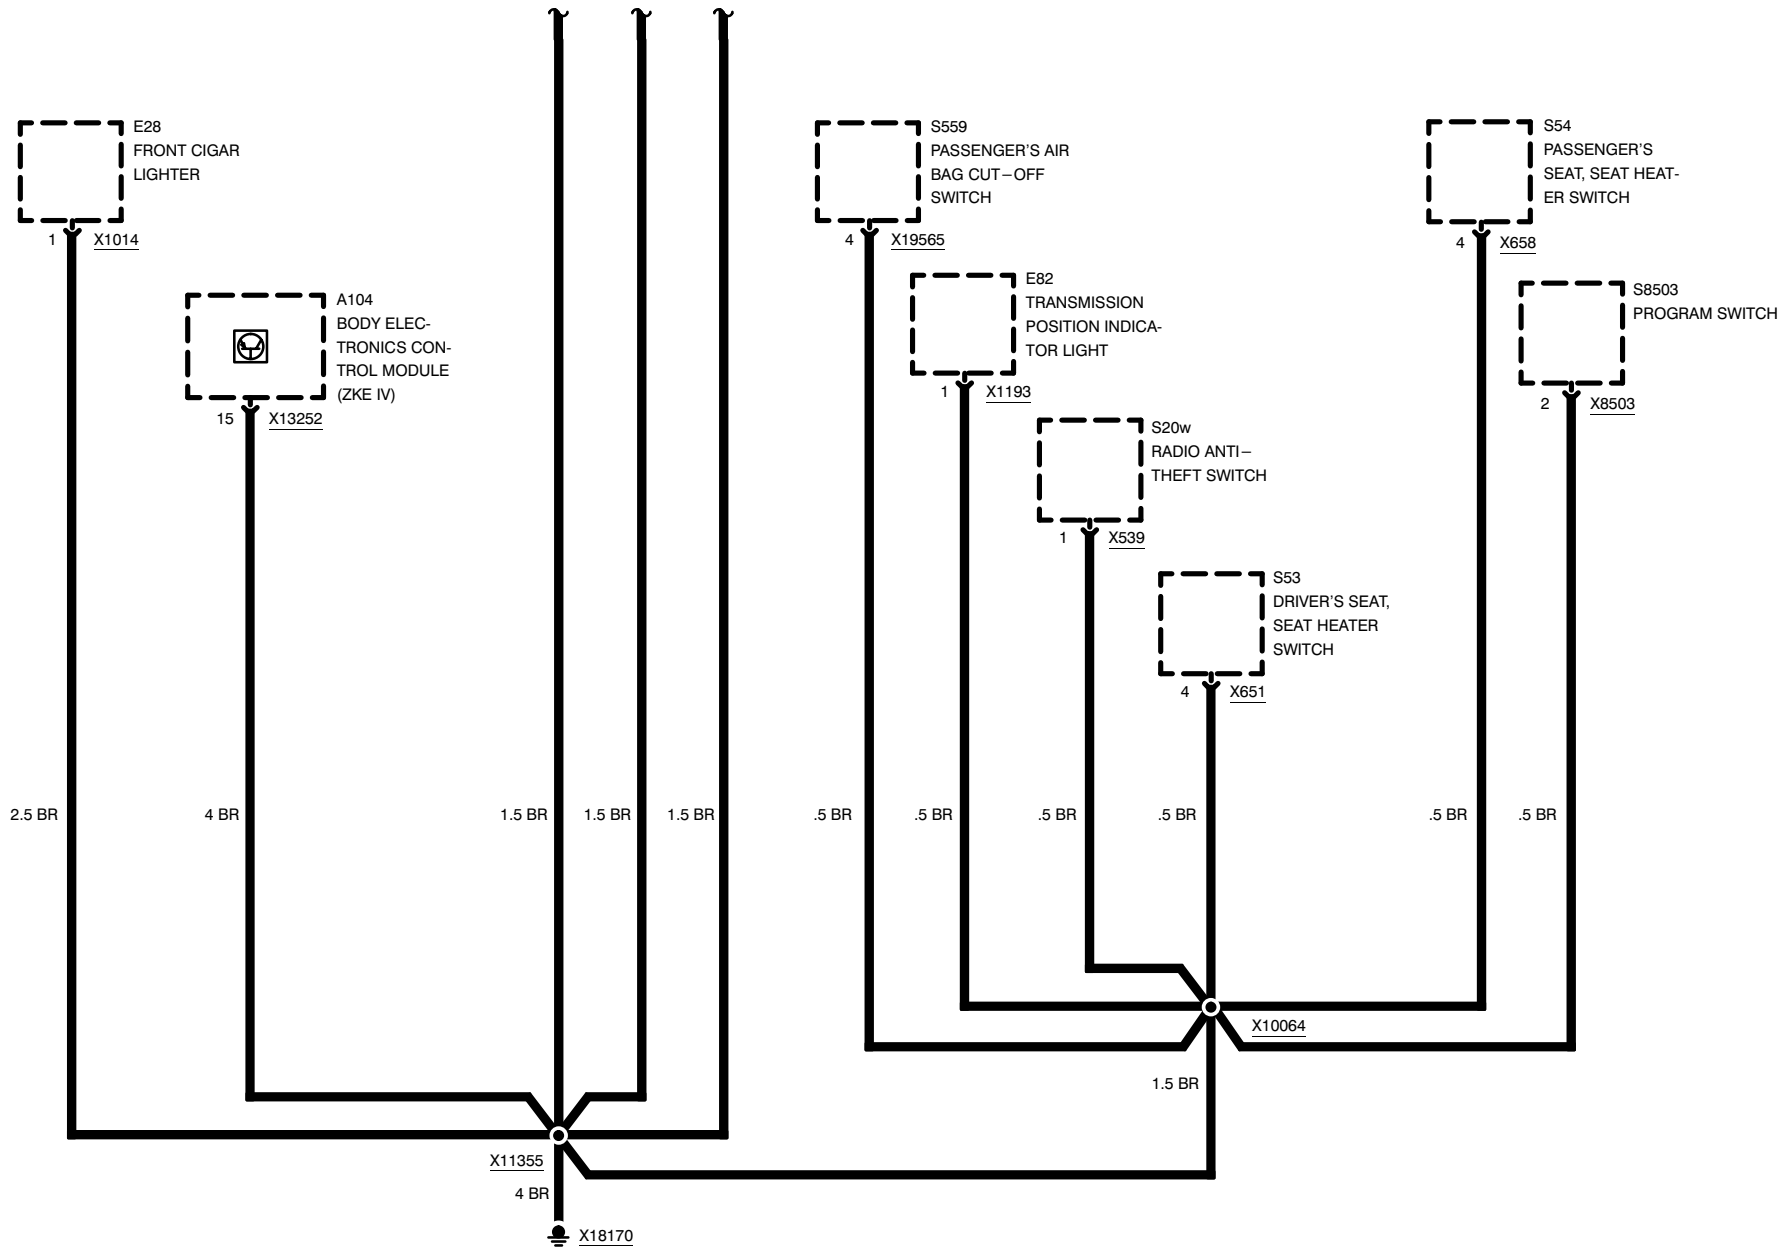 E28
FRONT CIGAR
LIGHTER
1
X1014
A104
BODY ELEC-
TRONICS CON-
TROL MODULE
(ZKE IV)
15
X13252
S559
PASSENGER'S AIR
BAG CUT–OFF
SWITCH
4
X19565
E82
TRANSMISSION
POSITION INDICA-
TOR LIGHT
1
X1193
S20w
RADIO ANTI–
THEFT SWITCH
1
X539
S53
DRIVER'S SEAT,
SEAT HEATER
SWITCH
4
X651
S54
PASSENGER'S
SEAT, SEAT HEAT-
ER SWITCH
4
X658
S8503
PROGRAM SWITCH
2
X8503
2.5 BR
4 BR
1.5 BR
1.5 BR
1.5 BR
.5 BR
.5 BR
.5 BR
.5 BR
.5 BR
.5 BR
X10064
1.5 BR
X11355
4 BR
X18170